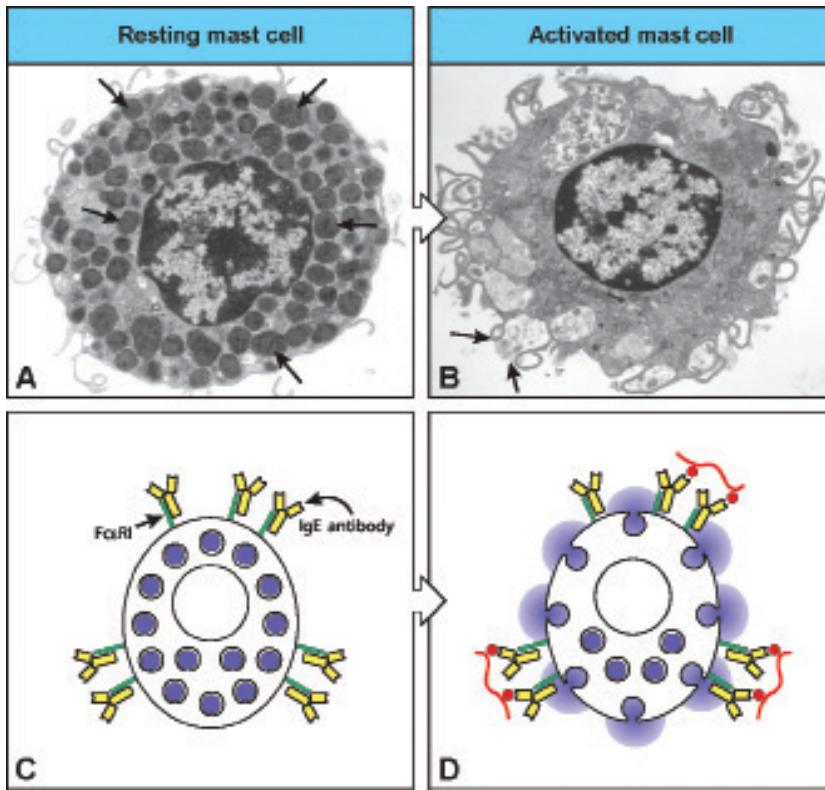 Resting mast cell
Activated mast cell
A
B
FcεRI
IgE antibody
C
D